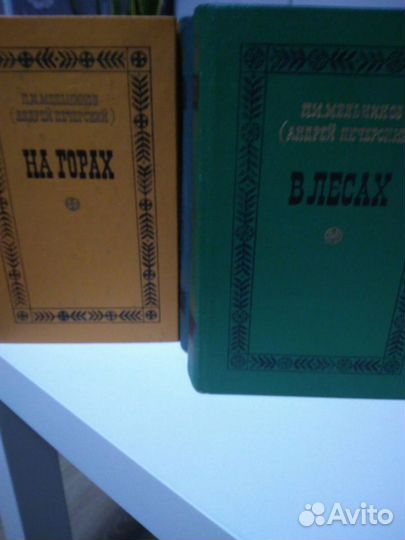 П.И.МЕЛЬНИКОВ
(АНДРЕЙ ПЕЧЕРСКИЙ)
НА ГОРАХ
П.И.МЕЛЬНИКОВ
(АНДРЕЙ ПЕЧЕРСКИЙ
В ЛЕСАХ
Avito